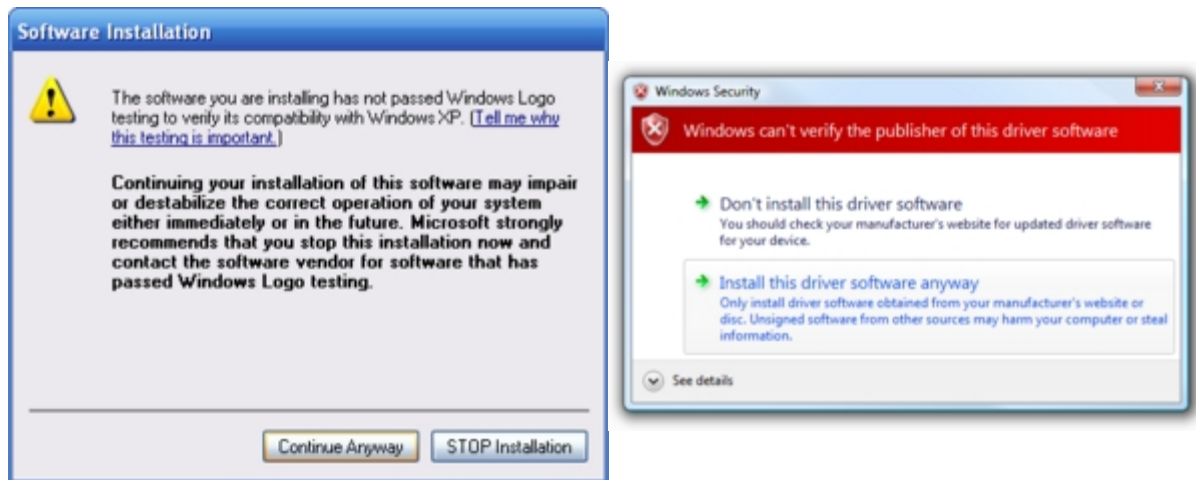 Software Installation
The software you are installing has not passed Windows Logo
testing to verify its compatibility with Windows XP. (Tell me why
this testing is important.)
Continuing your installation of this software may impair
or destabilize the correct operation of your system
either immediately or in the future. Microsoft strongly
recommends that you stop this installation now and
contact the software vendor for software that has
passed Windows Logo testing.
Continue Anyway
STOP Installation
Windows Security
Windows can't verify the publisher of this driver software
Don't install this driver software
You should check your manufacturer's website for updated driver software
for your device.
Install this driver software anyway
Only install driver software obtained from your manufacturer's website or
disc. Unsigned software from other sources may harm your computer or steal
information.
See details